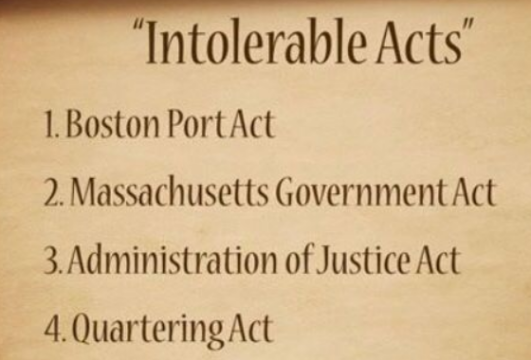 “Intolerable Acts”
1. Boston Port Act
2. Massachusetts Government Act
3. Administration of Justice Act
4. Quartering Act